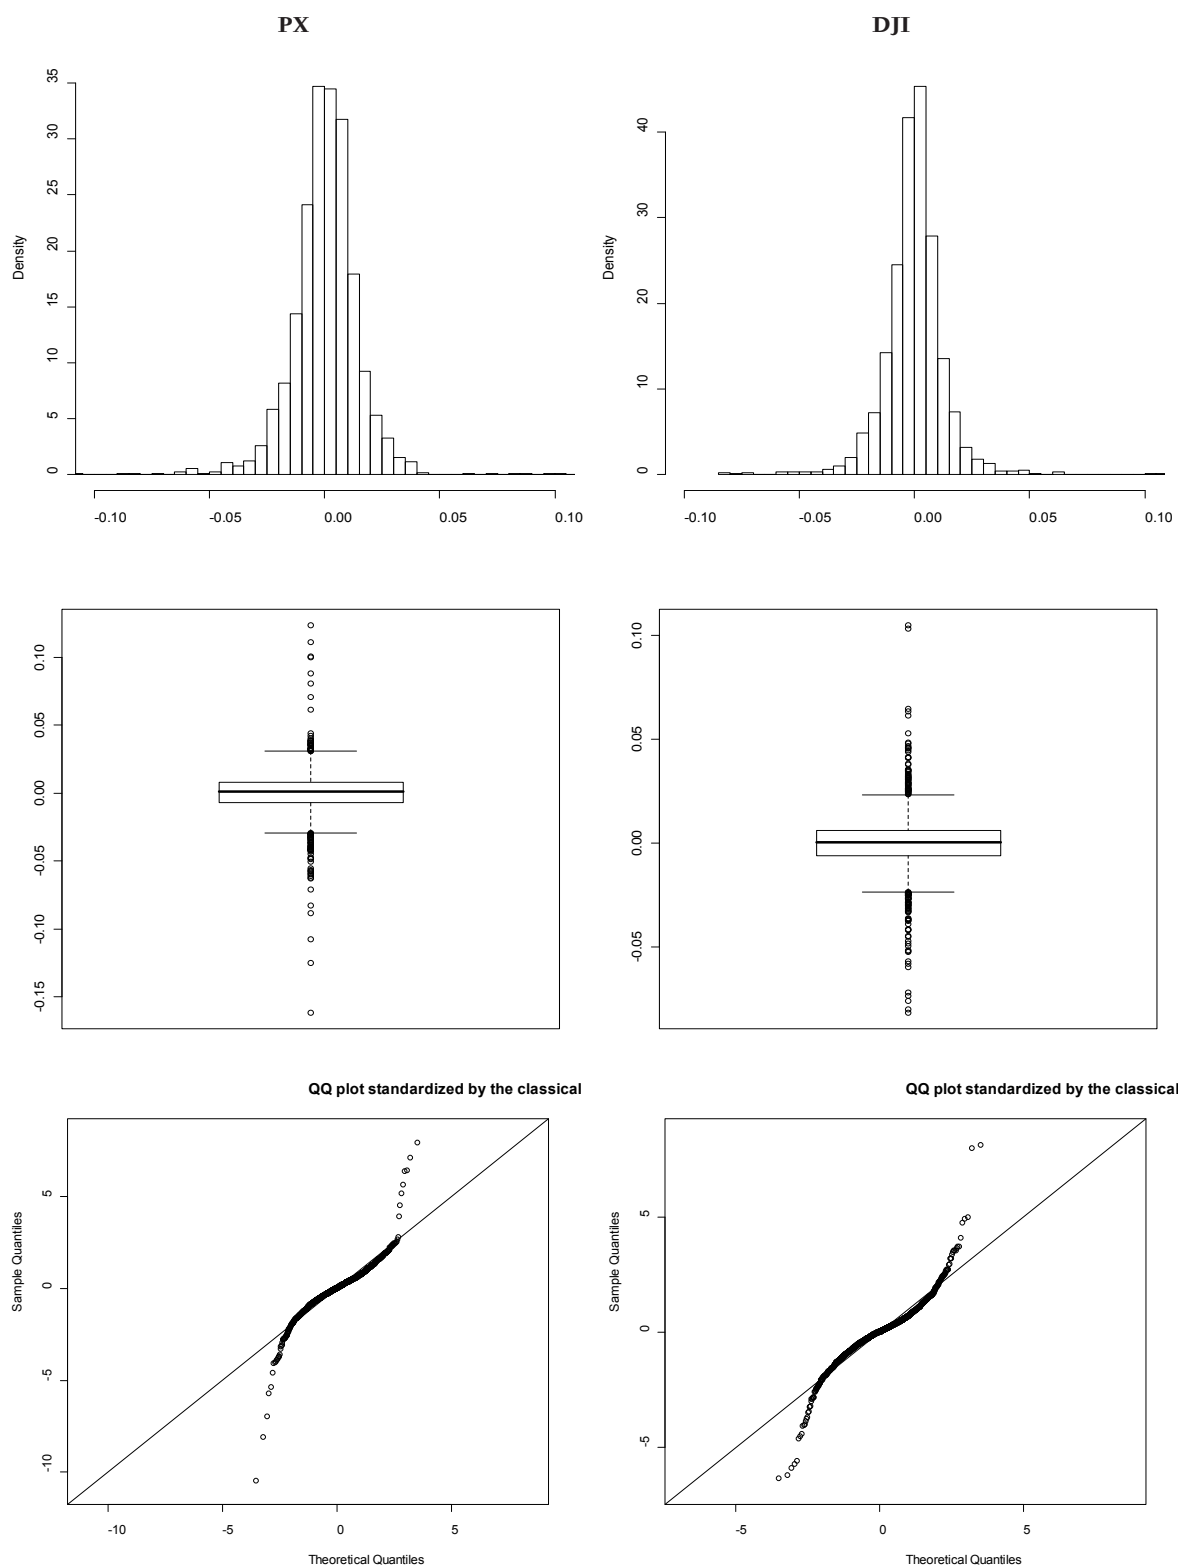 PX DJI
35
30
25
20
15
10
5
0
Density
-0.10 -0.05 0.00 0.05 0.10
40
30
20
10
0
Density
-0.10 -0.05 0.00 0.05 0.10
0.10
0.05
0.00
-0.05
-0.10
-0.15
0.10
0.05
0.00
-0.05
QQ plot standardized by the classical
5
0
-5
-10
Sample Quantiles
-10 -5 0 5
Theoretical Quantiles
QQ plot standardized by the classical
5
0
-5
Sample Quantiles
-5 0 5
Theoretical Quantiles